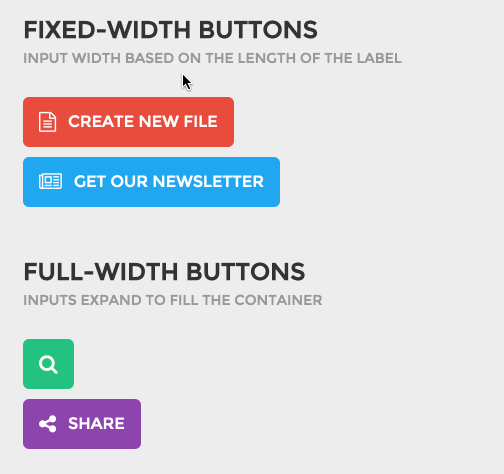 FIXED-WIDTH BUTTONS
INPUT WIDTH BASED ON THE LENGTH OF THE LABEL
CREATE NEW FILE
GET OUR NEWSLETTER
FULL-WIDTH BUTTONS
INPUTS EXPAND TO FILL THE CONTAINER
SHARE